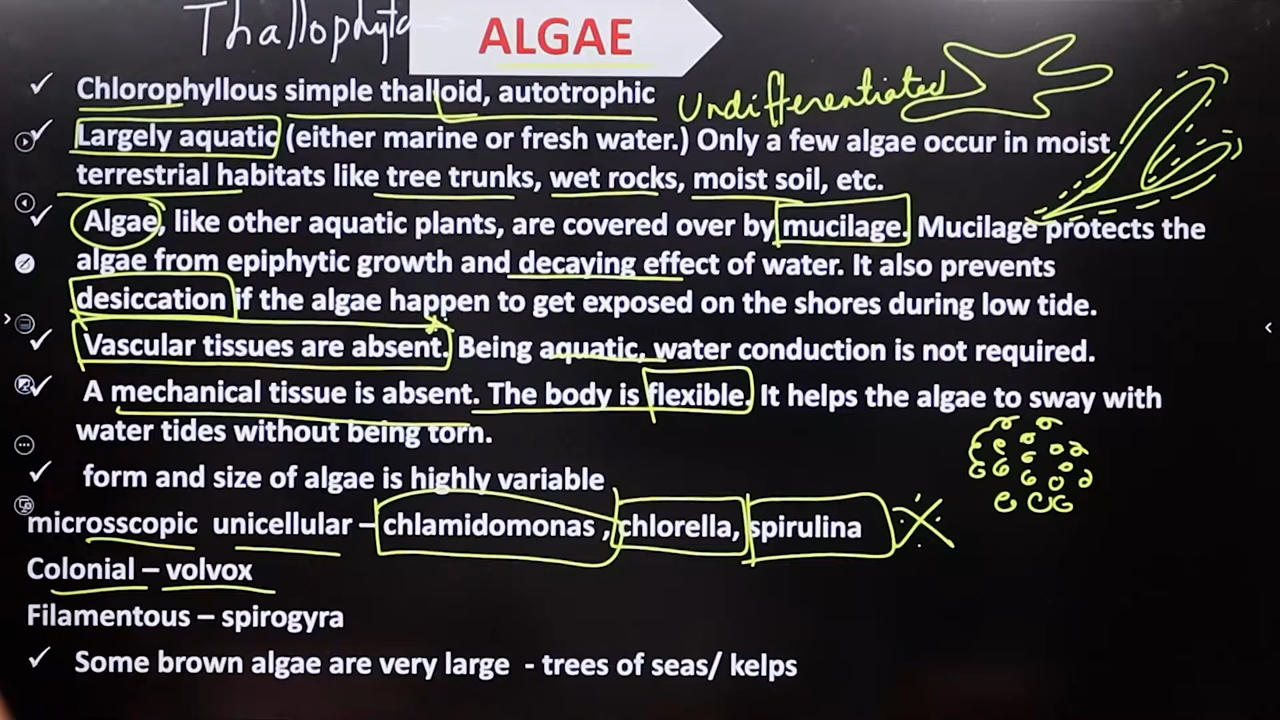 Thallophyta
ALGAE
Chlorophyllous simple thalloid, autotrophic
Undifferentiated
Largely aquatic (either marine or fresh water.) Only a few algae occur in moist
terrestrial habitats like tree trunks, wet rocks, moist soil, etc.
Algae, like other aquatic plants, are covered over by mucilage. Mucilage protects the
algae from epiphytic growth and decaying effect of water. It also prevents
desiccation if the algae happen to get exposed on the shores during low tide.
Vascular tissues are absent. Being aquatic, water conduction is not required.
A mechanical tissue is absent. The body is flexible. It helps the algae to sway with
water tides without being torn.
form and size of algae is highly variable
microsscopic unicellular – chlamidomonas , chlorella, spirulina
Colonial – volvox
Filamentous – spirogyra
Some brown algae are very large - trees of seas/ kelps